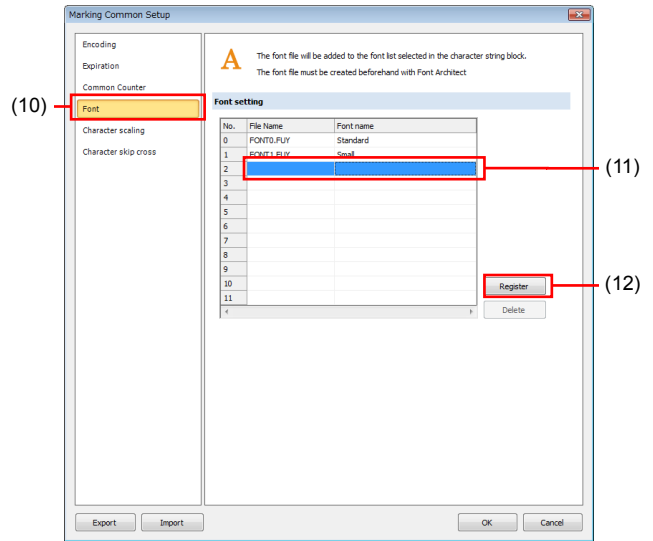 Marking Common Setup
Encoding
Expiration
Common Counter
(10)
Font
Character scaling
Character skip cross
A
The font file will be added to the font list selected in the character string block.
The font file must be created beforehand with Font Architect
Font setting
No. File Name Font name
0 FONT0.FUY Standard
1 FONT1.FUY Small
2
(11)
3
4
5
6
7
8
9
10
11
Register
(12)
Delete
Export Import OK Cancel